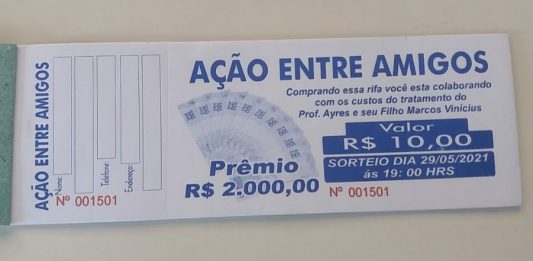 AÇÃO ENTRE AMIGOS
Nome
Telefone
Endereço
Nº 001501
AÇÃO ENTRE AMIGOS
Comprando essa rifa você esta colaborando
com os custos do tratamento do
Prof. Ayres e seu Filho Marcos Vinicius
Valor
R$ 10,00
Prêmio
R$ 2.000,00
SORTEIO DIA 29/05/2021
ás 19: 00 HRS
Nº 001501